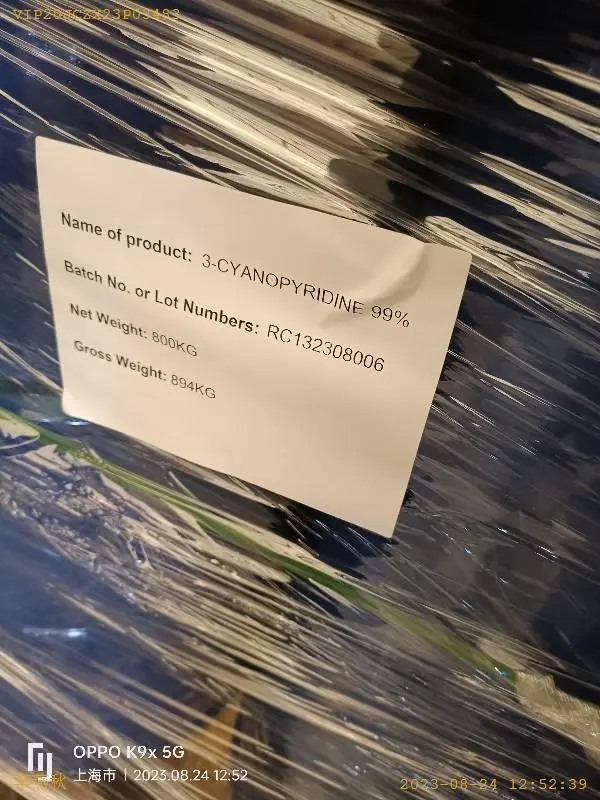 Name of product: 3-CYANOPYRIDINE 99%
Batch No. or Lot Numbers: RC132308006
Net Weight: 800KG
Gross Weight: 894KG
OPPO K9x 5G
上海市 | 2023.08.24 12:52
2023-08-24 12:52:39